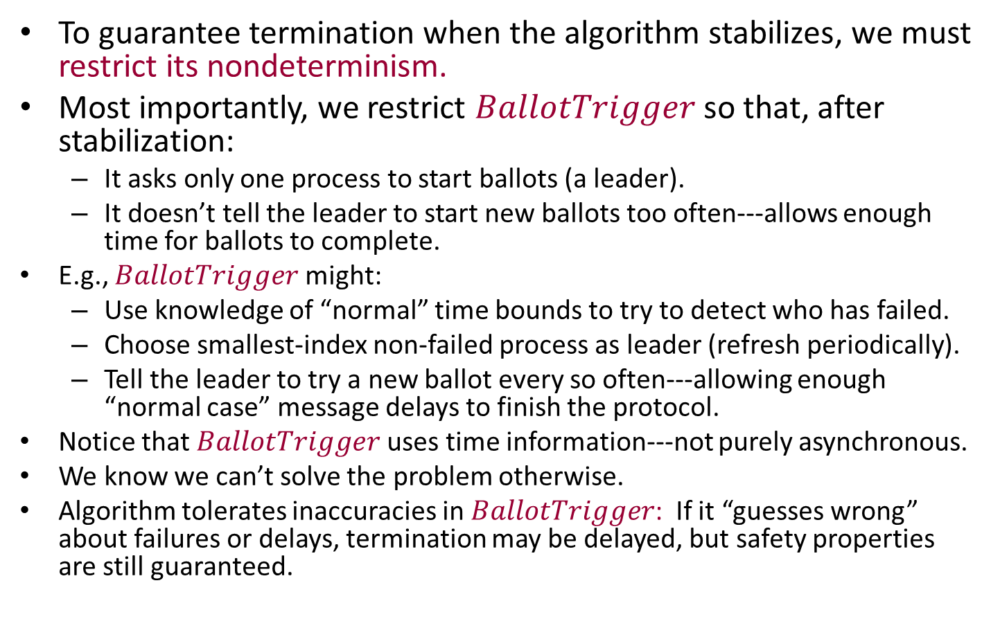 • To guarantee termination when the algorithm stabilizes, we must
restrict its nondeterminism.
• Most importantly, we restrict BallotTrigger so that, after
stabilization:
– It asks only one process to start ballots (a leader).
– It doesn’t tell the leader to start new ballots too often---allows enough
time for ballots to complete.
• E.g., BallotTrigger might:
– Use knowledge of “normal” time bounds to try to detect who has failed.
– Choose smallest-index non-failed process as leader (refresh periodically).
– Tell the leader to try a new ballot every so often---allowing enough
“normal case” message delays to finish the protocol.
• Notice that BallotTrigger uses time information---not purely asynchronous.
• We know we can’t solve the problem otherwise.
• Algorithm tolerates inaccuracies in BallotTrigger: If it “guesses wrong”
about failures or delays, termination may be delayed, but safety properties
are still guaranteed.